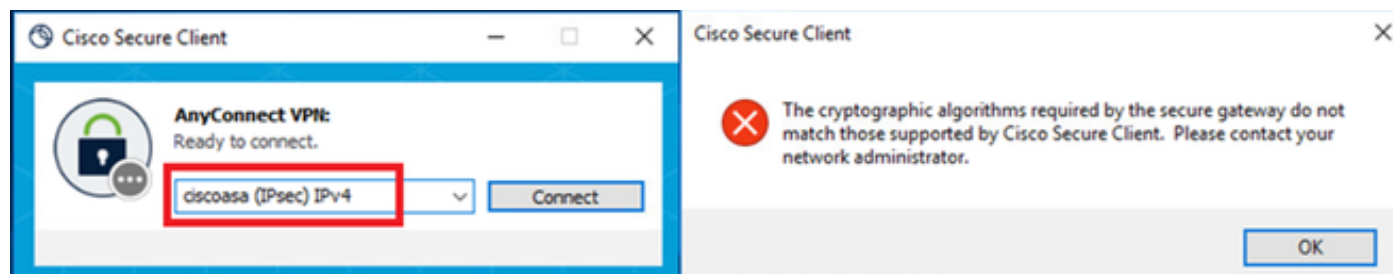 Cisco Secure Client
AnyConnect VPN:
Ready to connect.
ciscoasa (IPsec) IPv4
Connect
Cisco Secure Client
The cryptographic algorithms required by the secure gateway do not
match those supported by Cisco Secure Client. Please contact your
network administrator.
OK